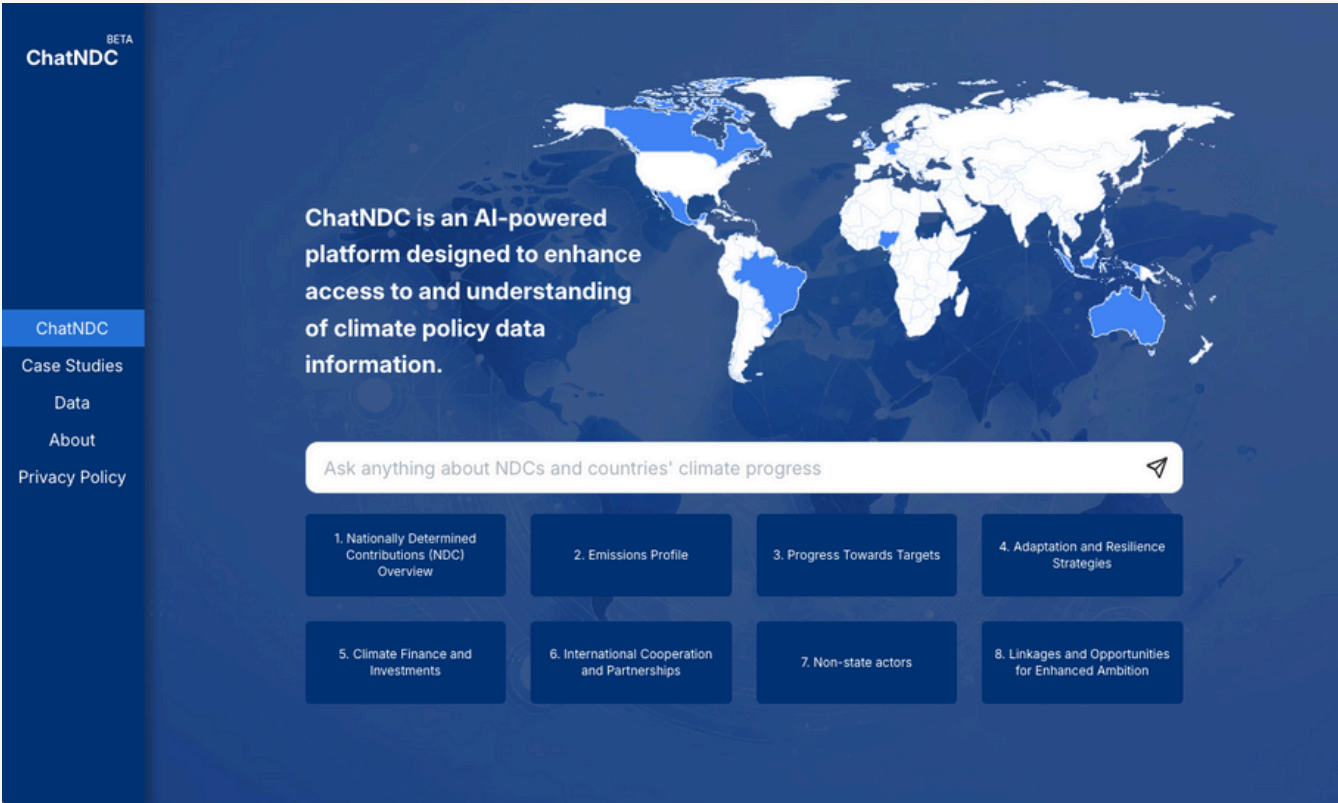 BETA
ChatNDC
ChatNDC
Case Studies
Data
About
Privacy Policy
ChatNDC is an AI-powered
platform designed to enhance
access to and understanding
of climate policy data
information.
Ask anything about NDCs and countries' climate progress
1. Nationally Determined
Contributions (NDC)
Overview
2. Emissions Profile
3. Progress Towards Targets
4. Adaptation and Resilience
Strategies
5. Climate Finance and
Investments
6. International Cooperation
and Partnerships
7. Non-state actors
8. Linkages and Opportunities
for Enhanced Ambition